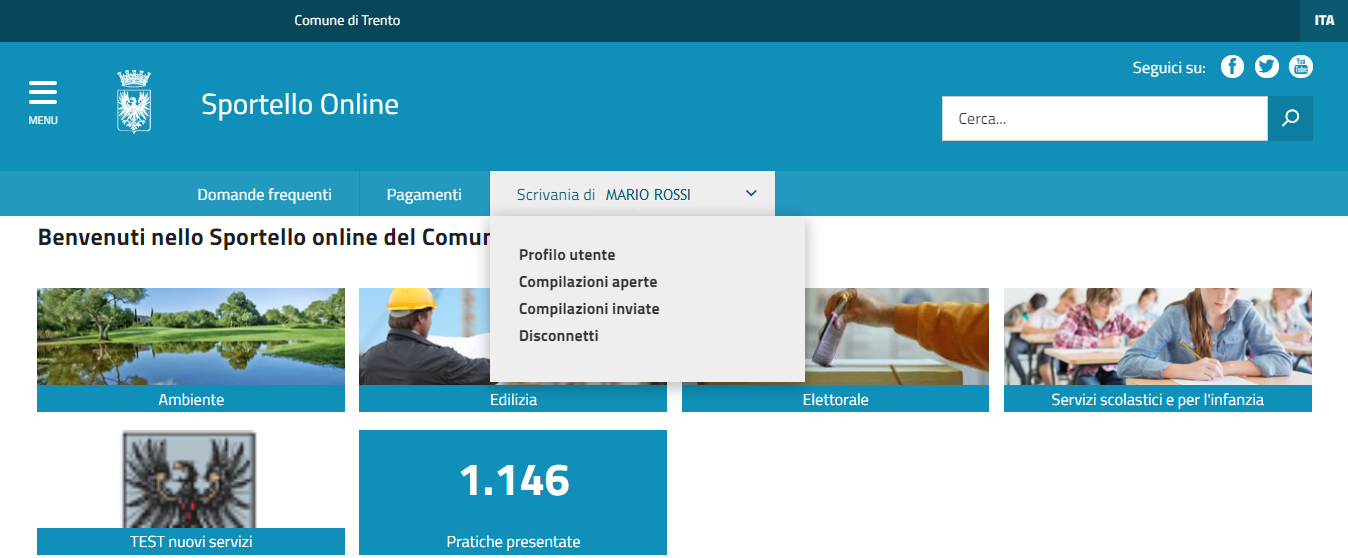 Comune di Trento
ITA
Seguici su:
You Tube
MENU
Sportello Online
Cerca...
Domande frequenti
Pagamenti
Scrivania di MARIO ROSSI
Benvenuti nello Sportello online del Comun
Profilo utente
Compilazioni aperte
Compilazioni inviate
Disconnetti
Ambiente
Edilizia
Elettorale
Servizi scolastici e per l'infanzia
TEST nuovi servizi
1.146
Pratiche presentate